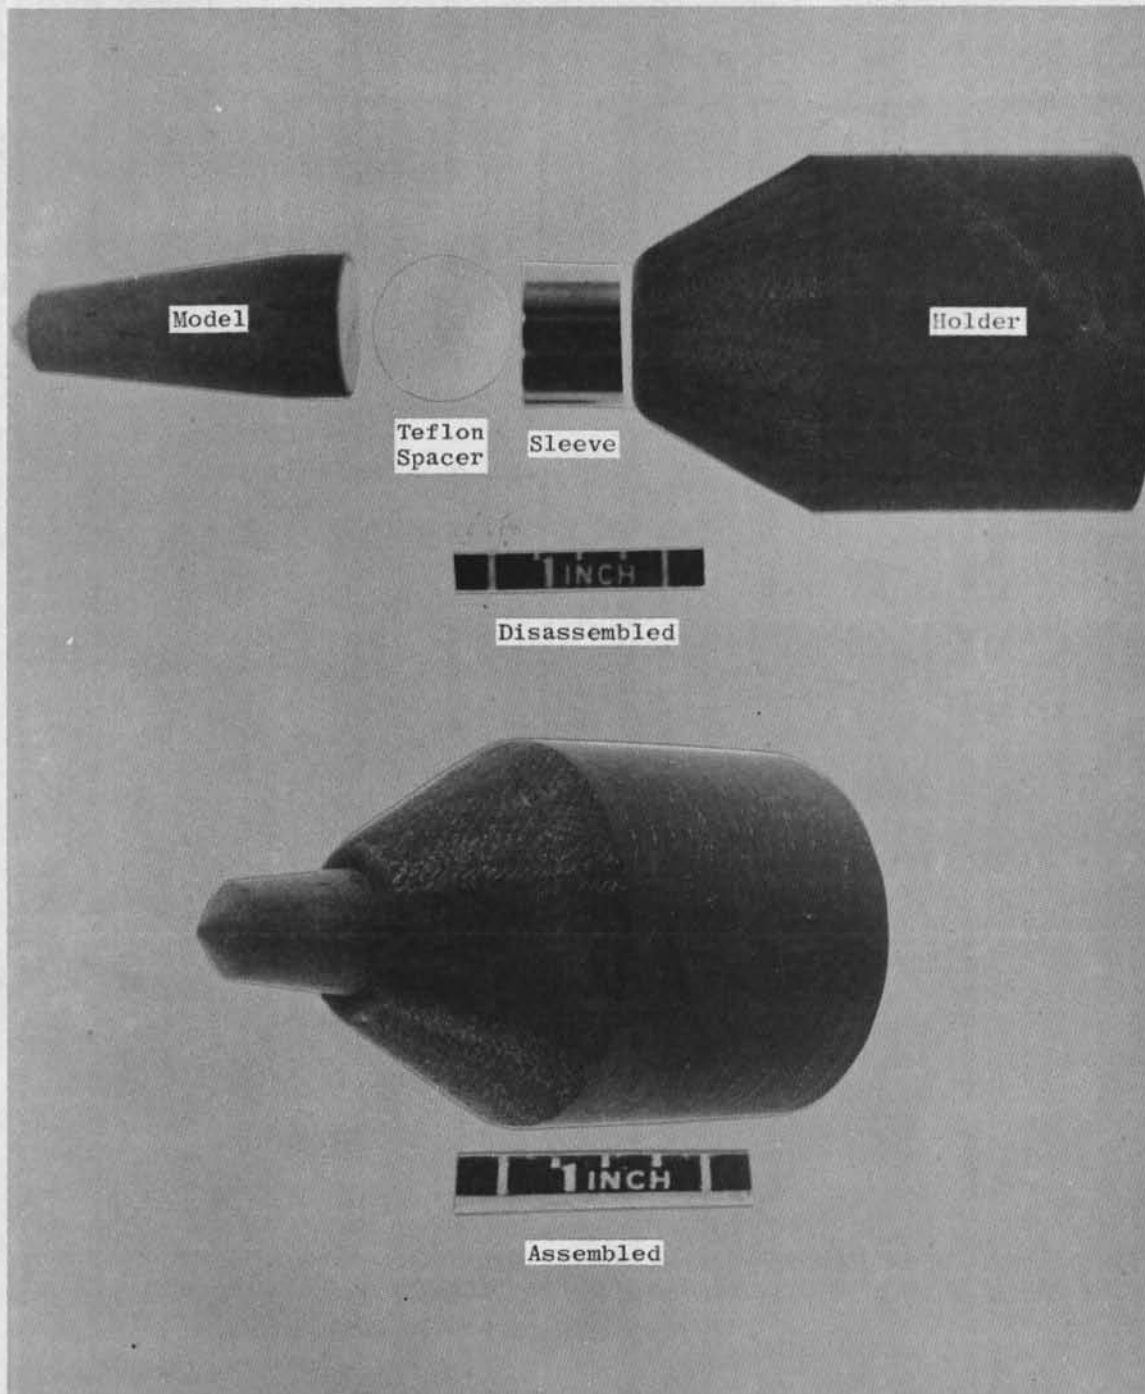 Model
Holder
Teflon
Spacer
Sleeve
1 INCH
Disassembled
1 INCH
Assembled